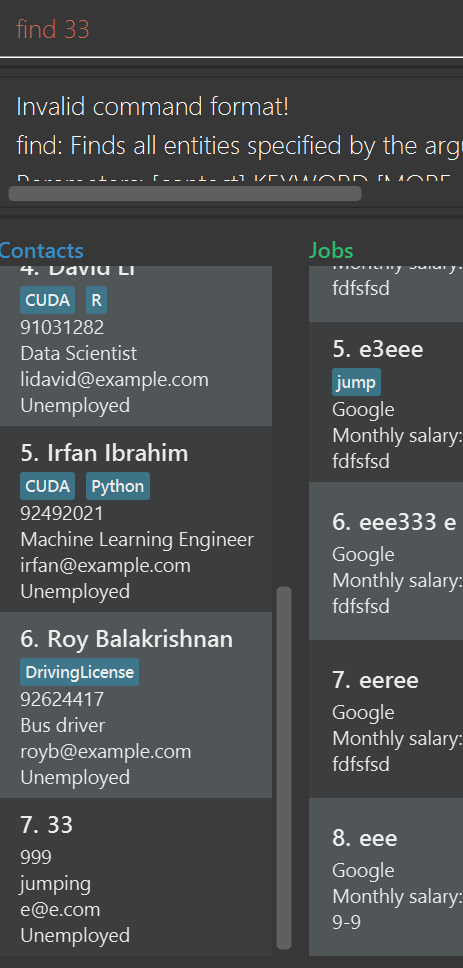 find 33
Invalid command format!
find: Finds all entities specified by the argu
Parameters: [contact] KEYWORD [MORE
Contacts
4. David Li
CUDA R
91031282
Data Scientist
lidavid@example.com
Unemployed
5. Irfan Ibrahim
CUDA Python
92492021
Machine Learning Engineer
irfan@example.com
Unemployed
6. Roy Balakrishnan
DrivingLicense
92624417
Bus driver
royb@example.com
Unemployed
7. 33
999
jumping
e@e.com
Unemployed
Jobs
Monthly salary:
fdfsfsd
5. e3eee
jump
Google
Monthly salary:
fdfsfsd
6. eee333 e
Google
Monthly salary:
fdfsfsd
7. eeree
Google
Monthly salary:
fdfsfsd
8. eee
Google
Monthly salary:
9-9